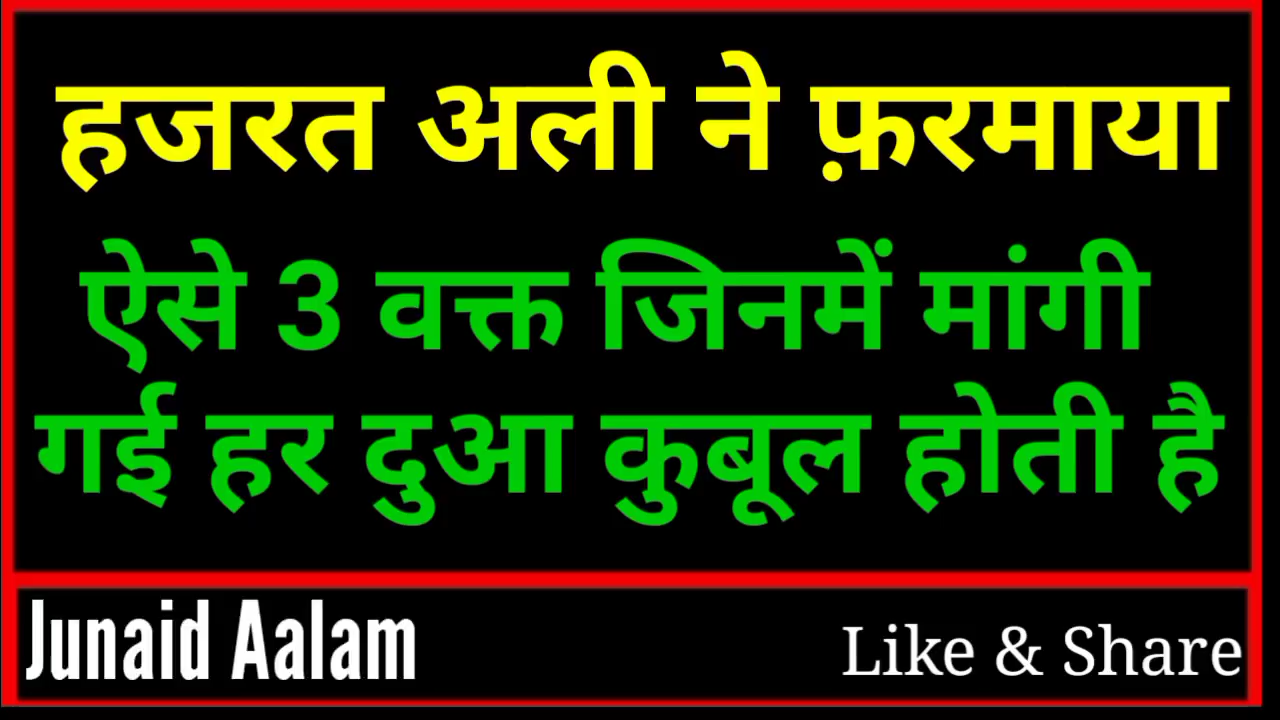 हजरत अली ने फ़रमाया
ऐसे 3 वक्त जिनमें मांगी
गई हर दुआ कुबूल होती है
Junaid Aalam
Like & Share